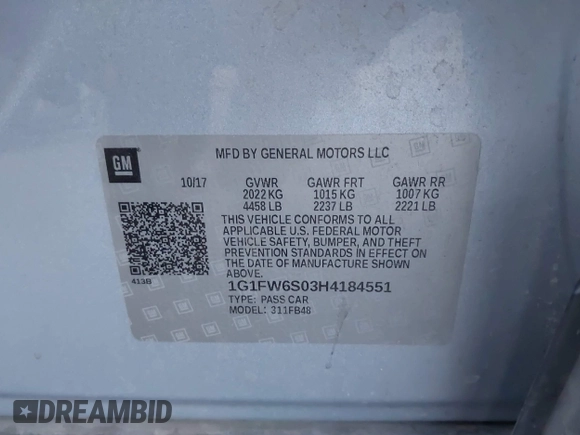 GM
MFD BY GENERAL MOTORS LLC
10/17 GVWR GAWR FRT GAWR RR
2022 KG 1015 KG 1007 KG
4458 LB 2237 LB 2221 LB
THIS VEHICLE CONFORMS TO ALL
APPLICABLE U.S. FEDERAL MOTOR
VEHICLE SAFETY, BUMPER, AND THEFT
PREVENTION STANDARDS IN EFFECT ON
THE DATE OF MANUFACTURE SHOWN
ABOVE.
413B
1G1FW6S03H4184551
TYPE: PASS CAR
MODEL: 311FB48
DREAMBID